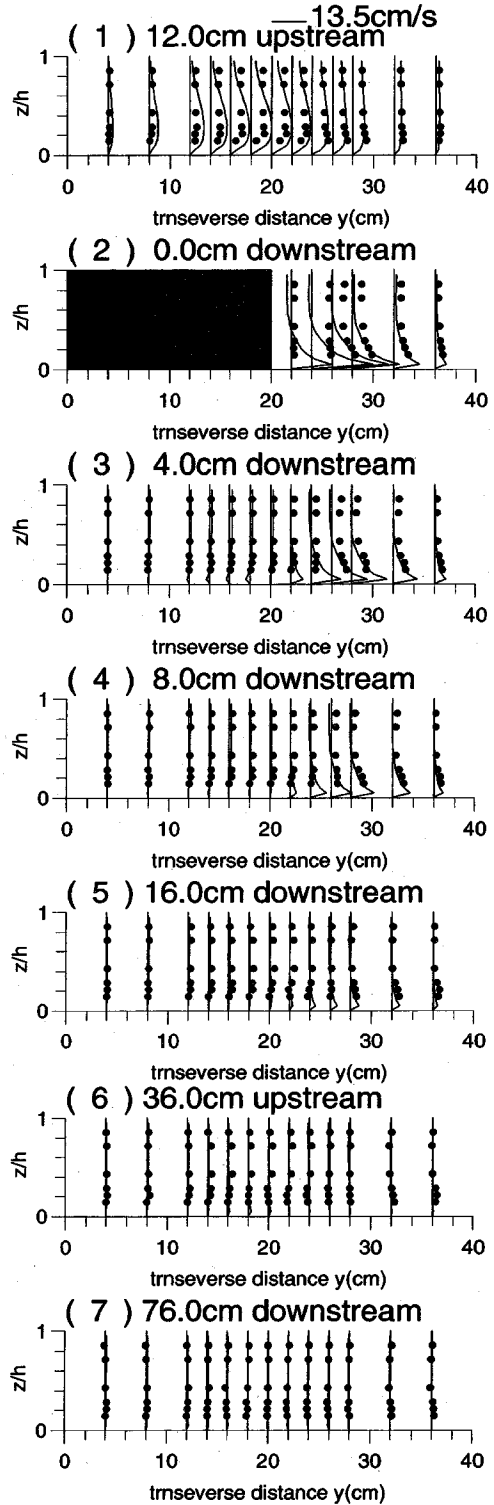 13.5cm/s
( 1 ) 12.0cm upstream
1
z/h
0
0 10 20 30 40
trnseverse distance y(cm)
( 2 ) 0.0cm downstream
1
z/h
0
0 10 20 30 40
trnseverse distance y(cm)
( 3 ) 4.0cm downstream
1
z/h
0
0 10 20 30 40
trnseverse distance y(cm)
( 4 ) 8.0cm downstream
1
z/h
0
0 10 20 30 40
trnseverse distance y(cm)
( 5 ) 16.0cm downstream
1
z/h
0
0 10 20 30 40
trnseverse distance y(cm)
( 6 ) 36.0cm upstream
1
z/h
0
0 10 20 30 40
trnseverse distance y(cm)
( 7 ) 76.0cm downstream
1
z/h
0
0 10 20 30 40
trnseverse distance y(cm)